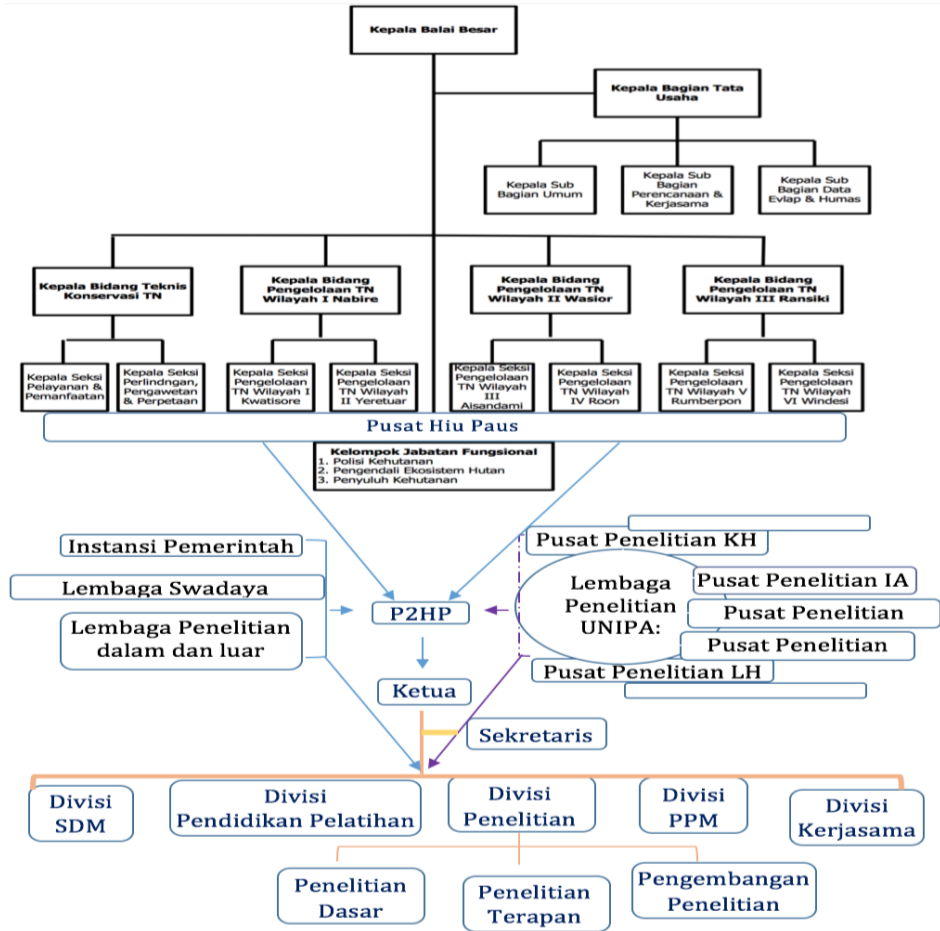 Kepala Balai Besar
Kepala Bagian Tata
Usaha
Kepala Sub
Bagian Umum
Kepala Sub
Bagian
Perencanaan &
Kerjasama
Kepala Sub
Bagian Data
Evlap & Humas
Kepala Bidang Teknis
Konservasi TN
Kepala Bidang
Pengelolaan TN
Wilayah I Nabire
Kepala Bidang
Pengelolaan TN
Wilayah II Wasior
Kepala Bidang
Pengelolaan TN
Wilayah III Ransiki
Kepala Seksi
Pelayanan &
Pemanfaatan
Kepala Seksi
Perlindngan,
Pengawetan
& Perpetaan
Kepala Seksi
Pengelolaan
TN Wilayah I
Kwatisore
Kepala Seksi
Pengelolaan
TN Wilayah
II Yeretuar
Kepala Seksi
Pengelolaan
TN Wilayah
III
Aisandami
Kepala Seksi
Pengelolaan
TN Wilayah
IV Roon
Kepala Seksi
Pengelolaan
TN Wilayah V
Rumberpon
Kepala Seksi
Pengelolaan
TN Wilayah
VI Windesi
Pusat Hiu Paus
Kelompok Jabatan Fungsional
1. Polisi Kehutanan
2. Pengendali Ekosistem Hutan
3. Penyuluh Kehutanan
Instansi Pemerintah
Lembaga Swadaya
Lembaga Penelitian
dalam dan luar
P2HP
Pusat Penelitian KH
Lembaga
Penelitian
UNIPA:
Pusat Penelitian IA
Pusat Penelitian
Pusat Penelitian
Pusat Penelitian LH
Ketua
Sekretaris
Divisi
SDM
Divisi
Pendidikan Pelatihan
Divisi
Penelitian
Divisi
PPM
Divisi
Kerjasama
Penelitian
Dasar
Penelitian
Terapan
Pengembangan
Penelitian